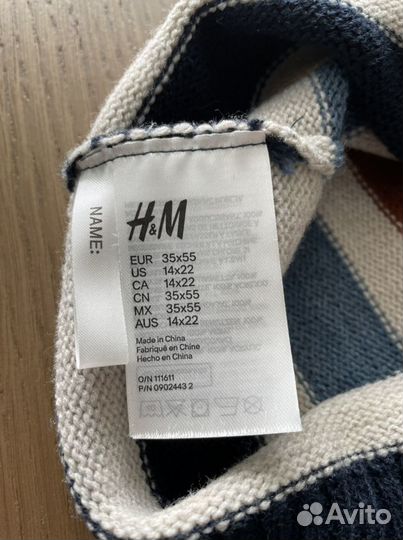 NAME:
H&M
EUR 35x55
US 14x22
CA 14x22
CN 35x55
MX 35x55
AUS 14x22
Made in China
Fabriqué en Chine
Hecho en China
O/N 111611
P/N 0902443 2
Avito